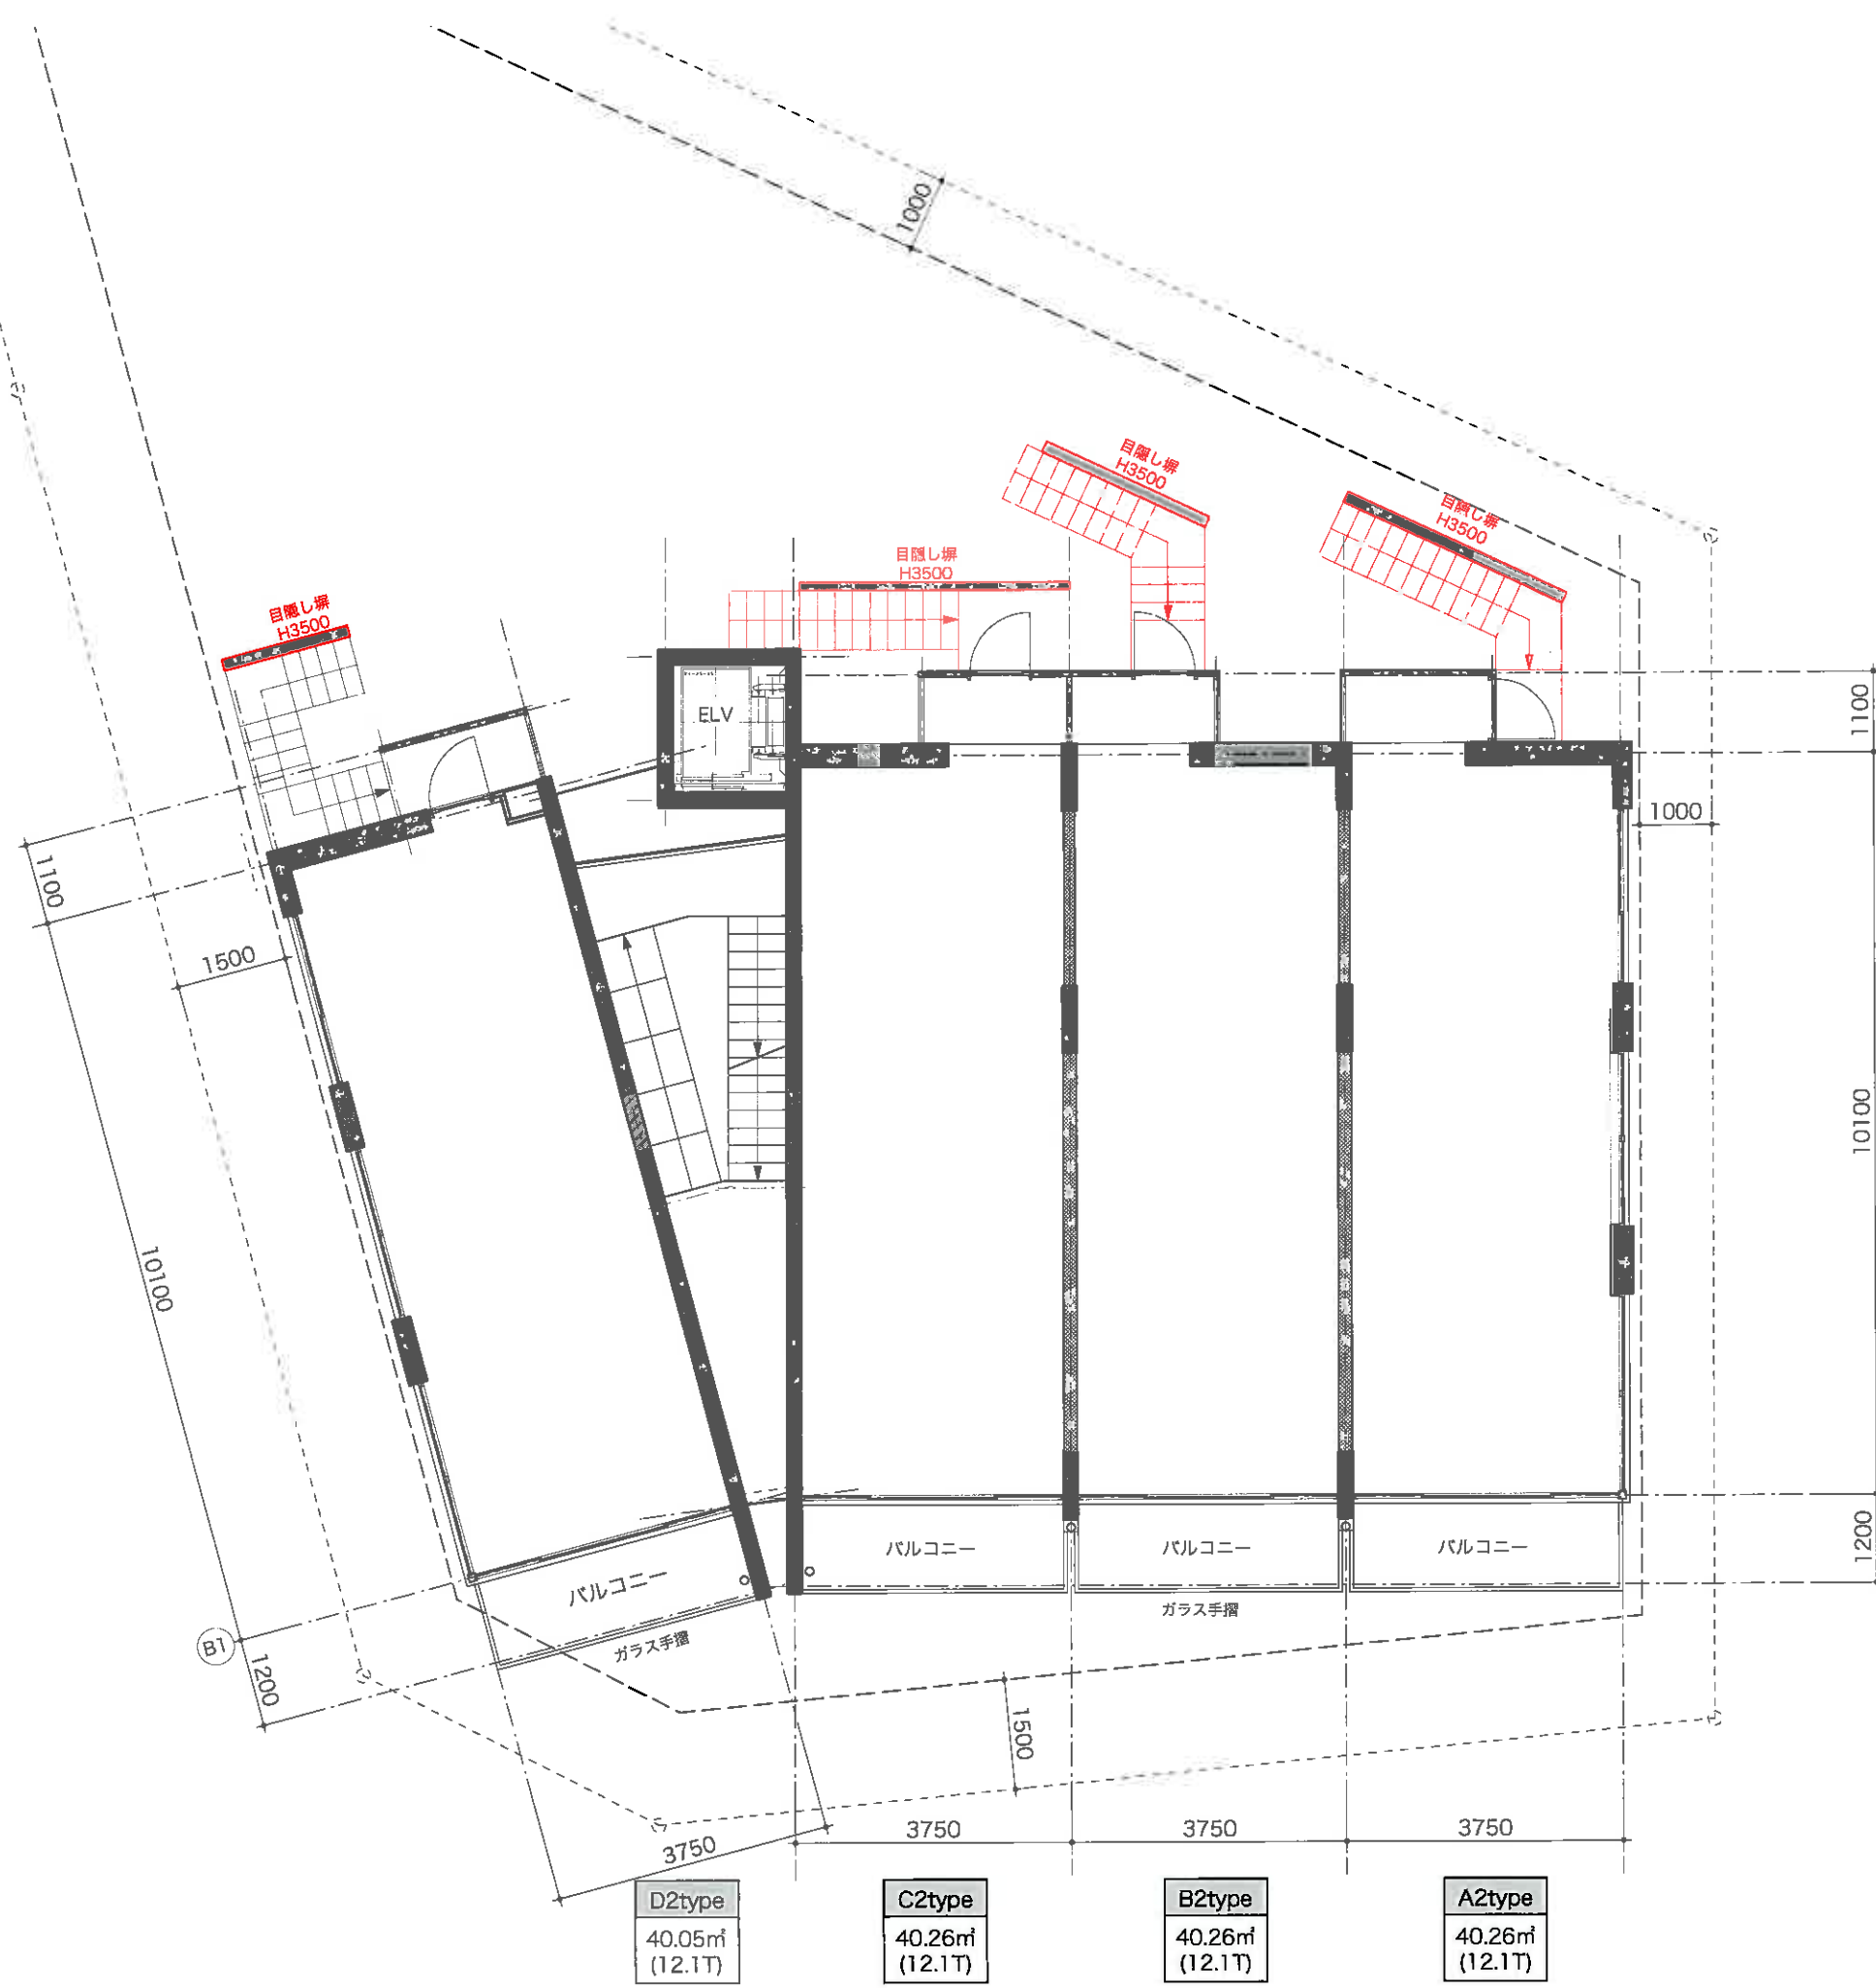 1000
目隠し塀
H3500
目隠し塀
H3500
目隠し塀
H3500
目隠し塀
H3500
ELV
1100
1000
1100
1500
10100
10100
バルコニー
バルコニー
バルコニー
1200
バルコニー
ガラス手摺
ガラス手摺
B1
1200
1500
3750
3750
3750
3750
D2type
40.05㎡
(12.1T)
C2type
40.26㎡
(12.1T)
B2type
40.26㎡
(12.1T)
A2type
40.26㎡
(12.1T)